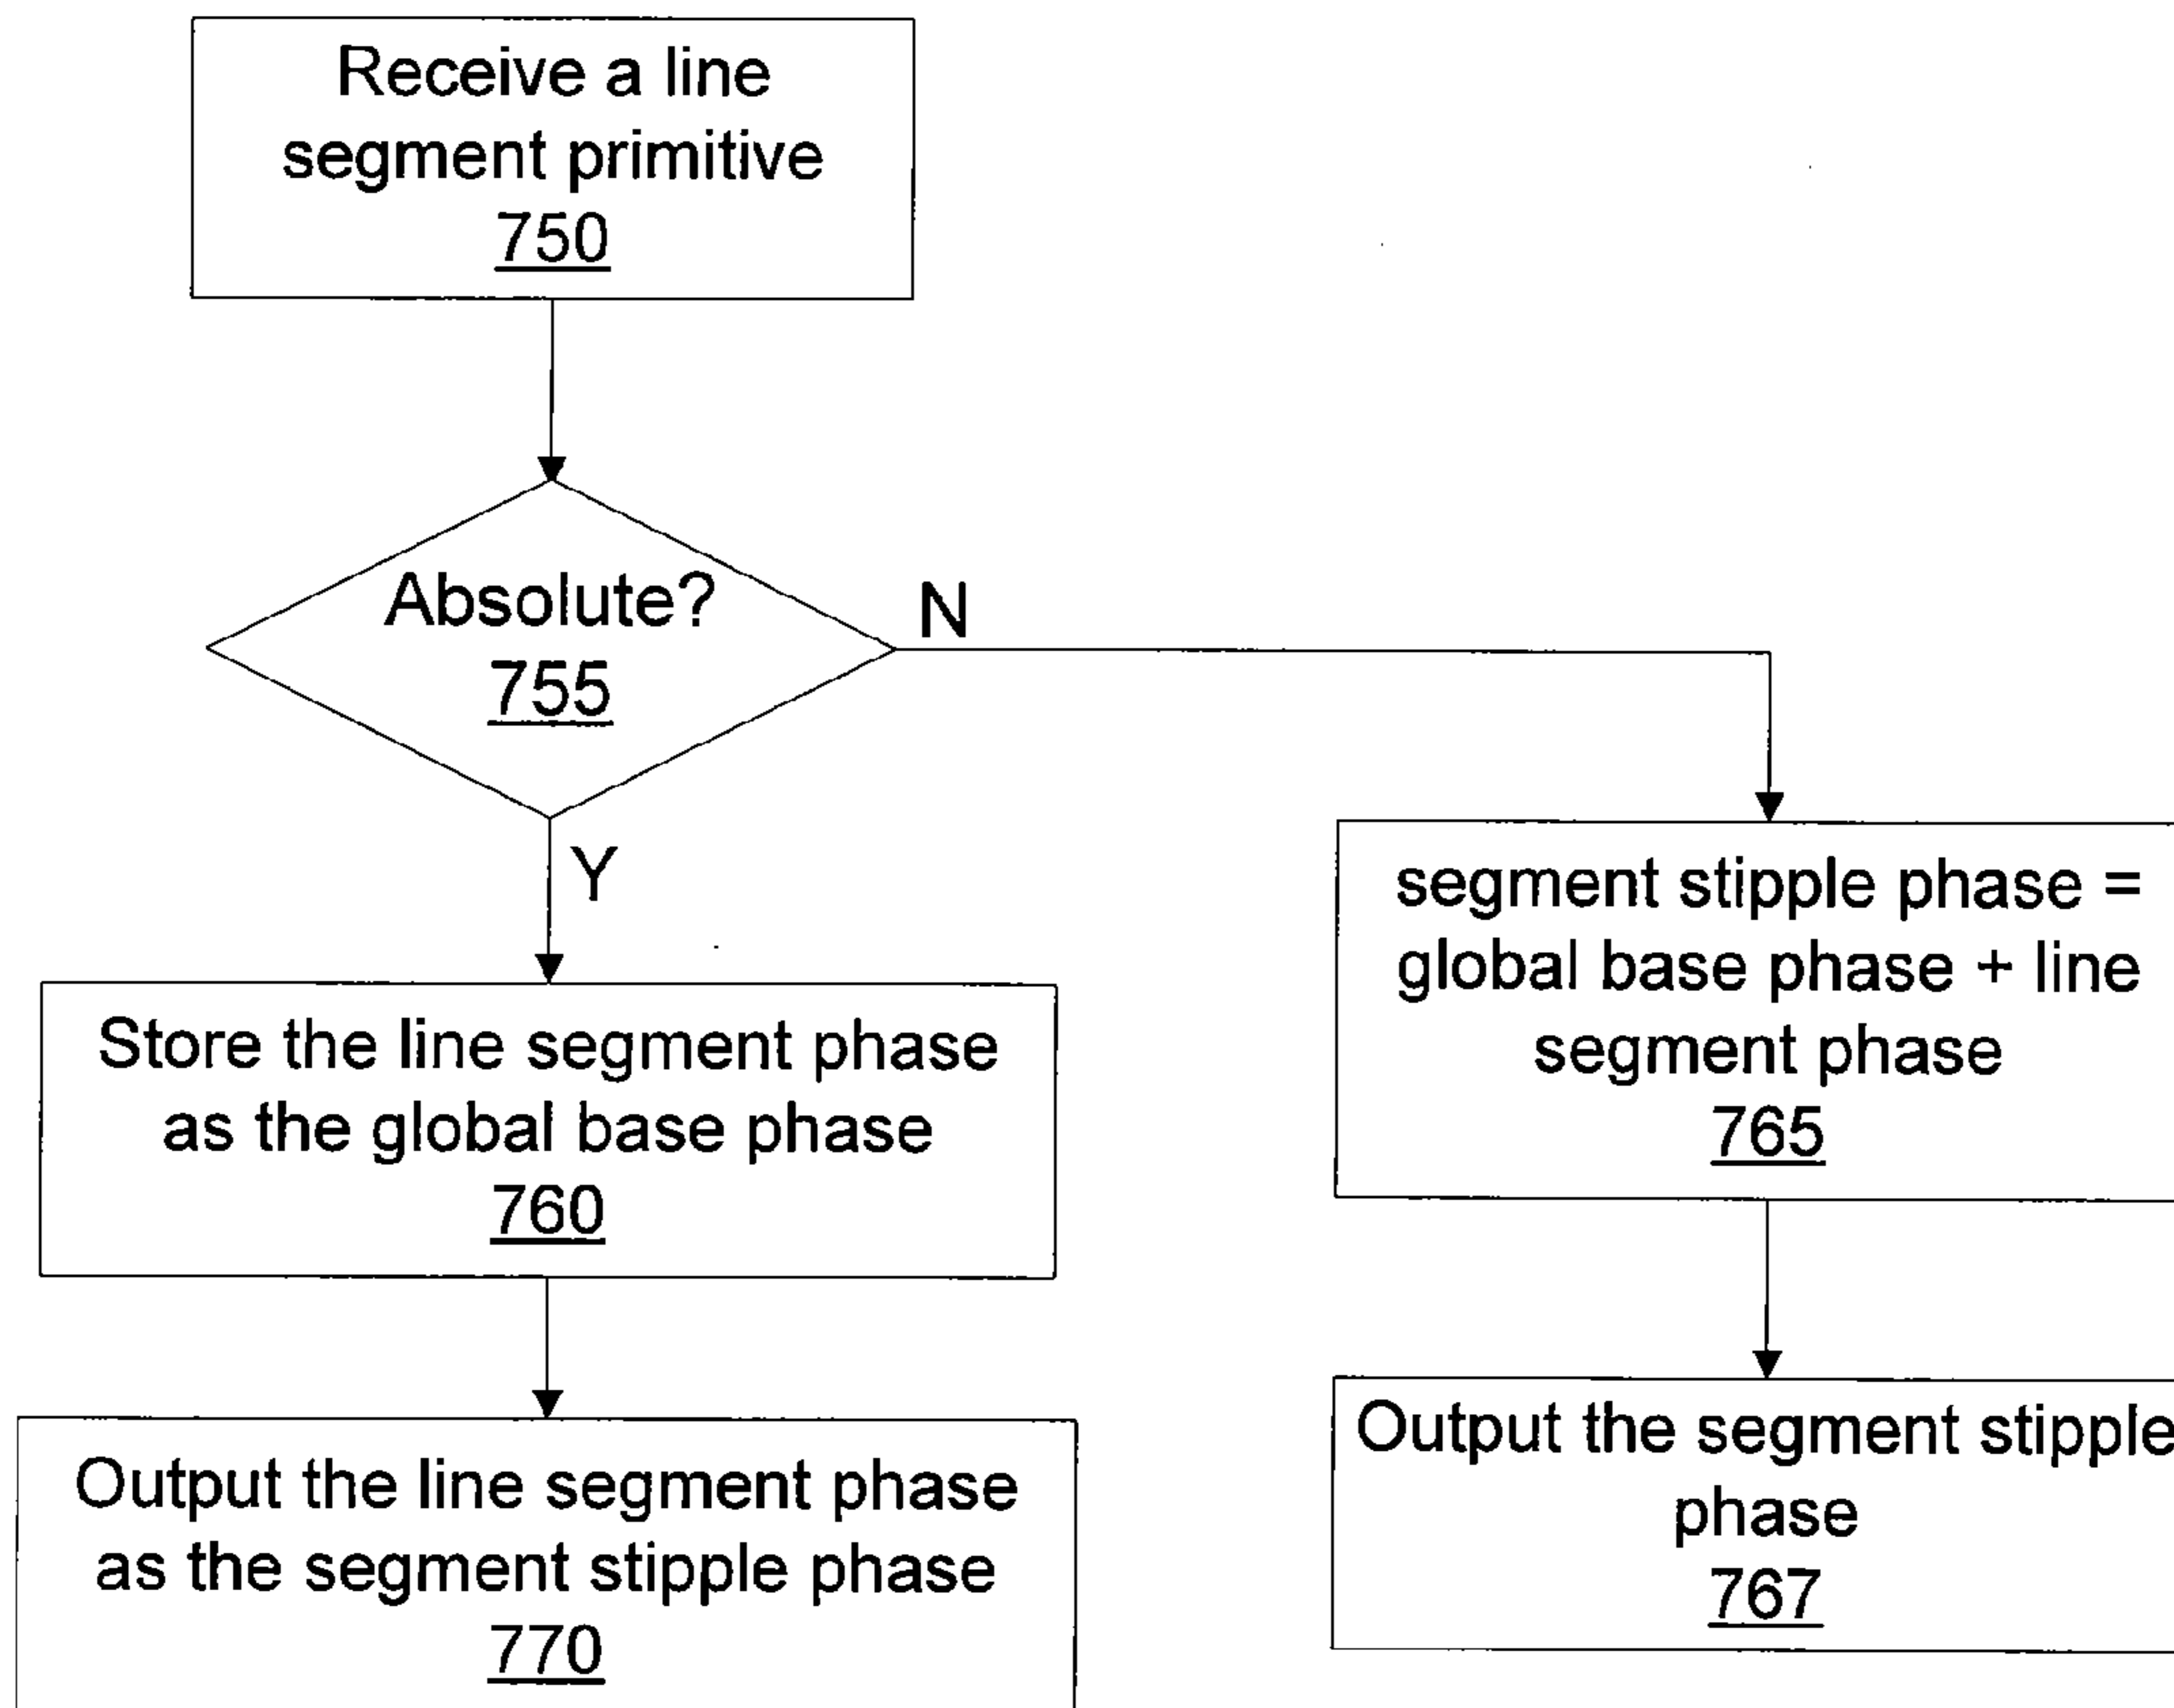 Receive a line
segment primitive
750
Absolute?
755
N
Y
segment stipple phase =
global base phase + line
segment phase
765
Store the line segment phase
as the global base phase
760
Output the segment stipple
phase
767
Output the line segment phase
as the segment stipple phase
770